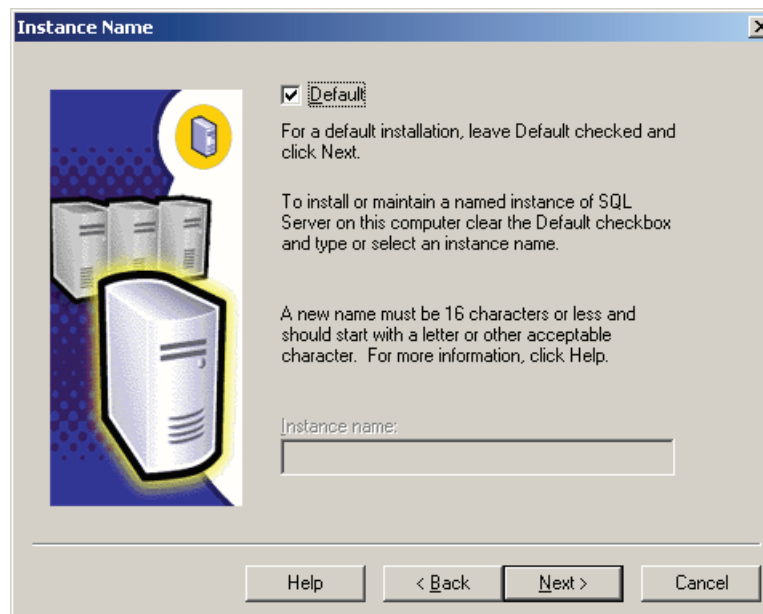 Instance Name
Default
For a default installation, leave Default checked and
click Next.
To install or maintain a named instance of SQL
Server on this computer clear the Default checkbox
and type or select an instance name.
A new name must be 16 characters or less and
should start with a letter or other acceptable
character.  For more information, click Help.
Instance name:
Help
< Back
Next >
Cancel